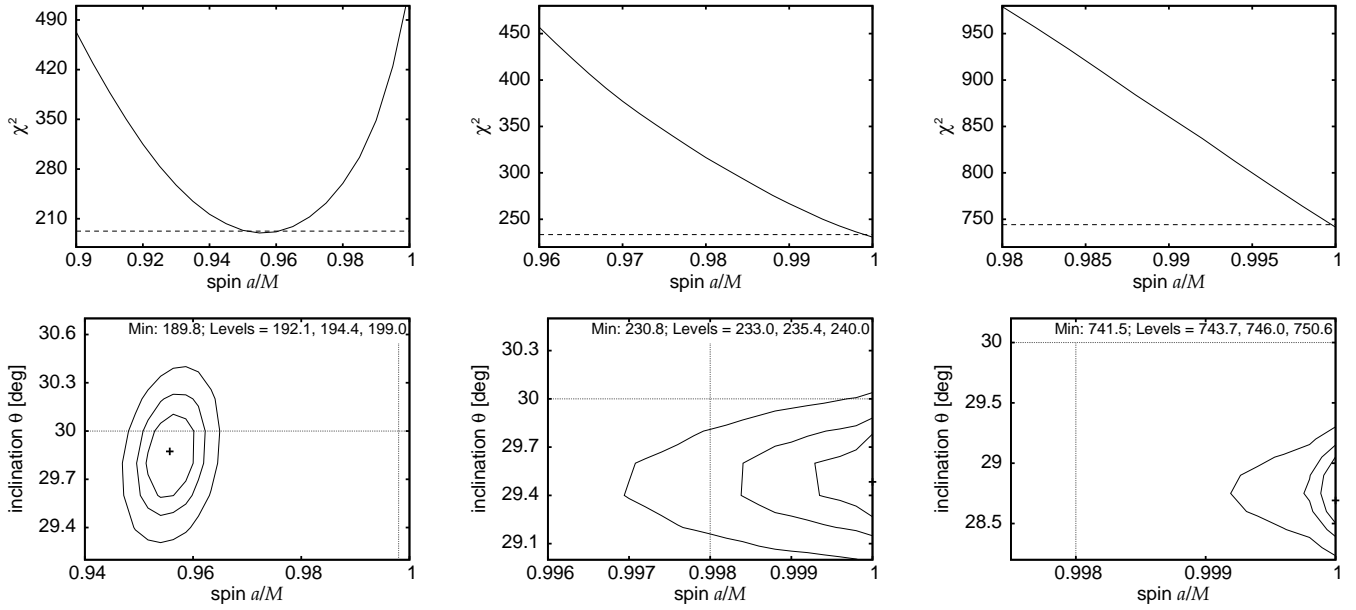 490
420
350
280
210
χ²
0.9 0.92 0.94 0.96 0.98 1
spin a/M
450
400
350
300
250
χ²
0.96 0.97 0.98 0.99 1
spin a/M
950
900
850
800
750
χ²
0.98 0.985 0.99 0.995 1
spin a/M
Min: 189.8; Levels = 192.1, 194.4, 199.0
30.6
30.3
30
29.7
29.4
inclination θ [deg]
0.94 0.96 0.98 1
spin a/M
Min: 230.8; Levels = 233.0, 235.4, 240.0
30.3
30
29.7
29.4
29.1
inclination θ [deg]
0.996 0.997 0.998 0.999 1
spin a/M
Min: 741.5; Levels = 743.7, 746.0, 750.6
30
29.5
29
28.5
inclination θ [deg]
0.998 0.999 1
spin a/M